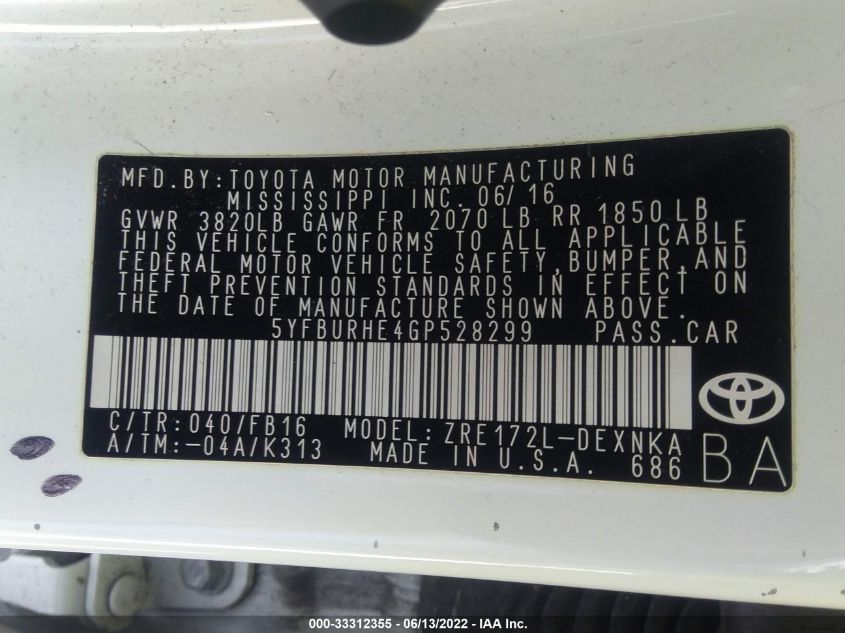 MFD.BY:TOYOTA MOTOR MANUFACTURING
MISSISSIPPI INC. 06/16
GVWR 3820LB GAWR FR 2070 LB RR 1850 LB
THIS VEHICLE CONFORMS TO ALL APPLICABLE
FEDERAL MOTOR VEHICLE SAFETY,BUMPER,AND
THEFT PREVENTION STANDARDS IN EFFECT ON
THE DATE OF MANUFACTURE SHOWN ABOVE.
5YFBURHE4GP528299 PASS.CAR
C/TR:040/FB16 MODEL:ZRE172L-DEXNKA
A/TM:-04A/K313 MADE IN U.S.A. 686
BA
000-33312355 - 06/13/2022 - IAA Inc.